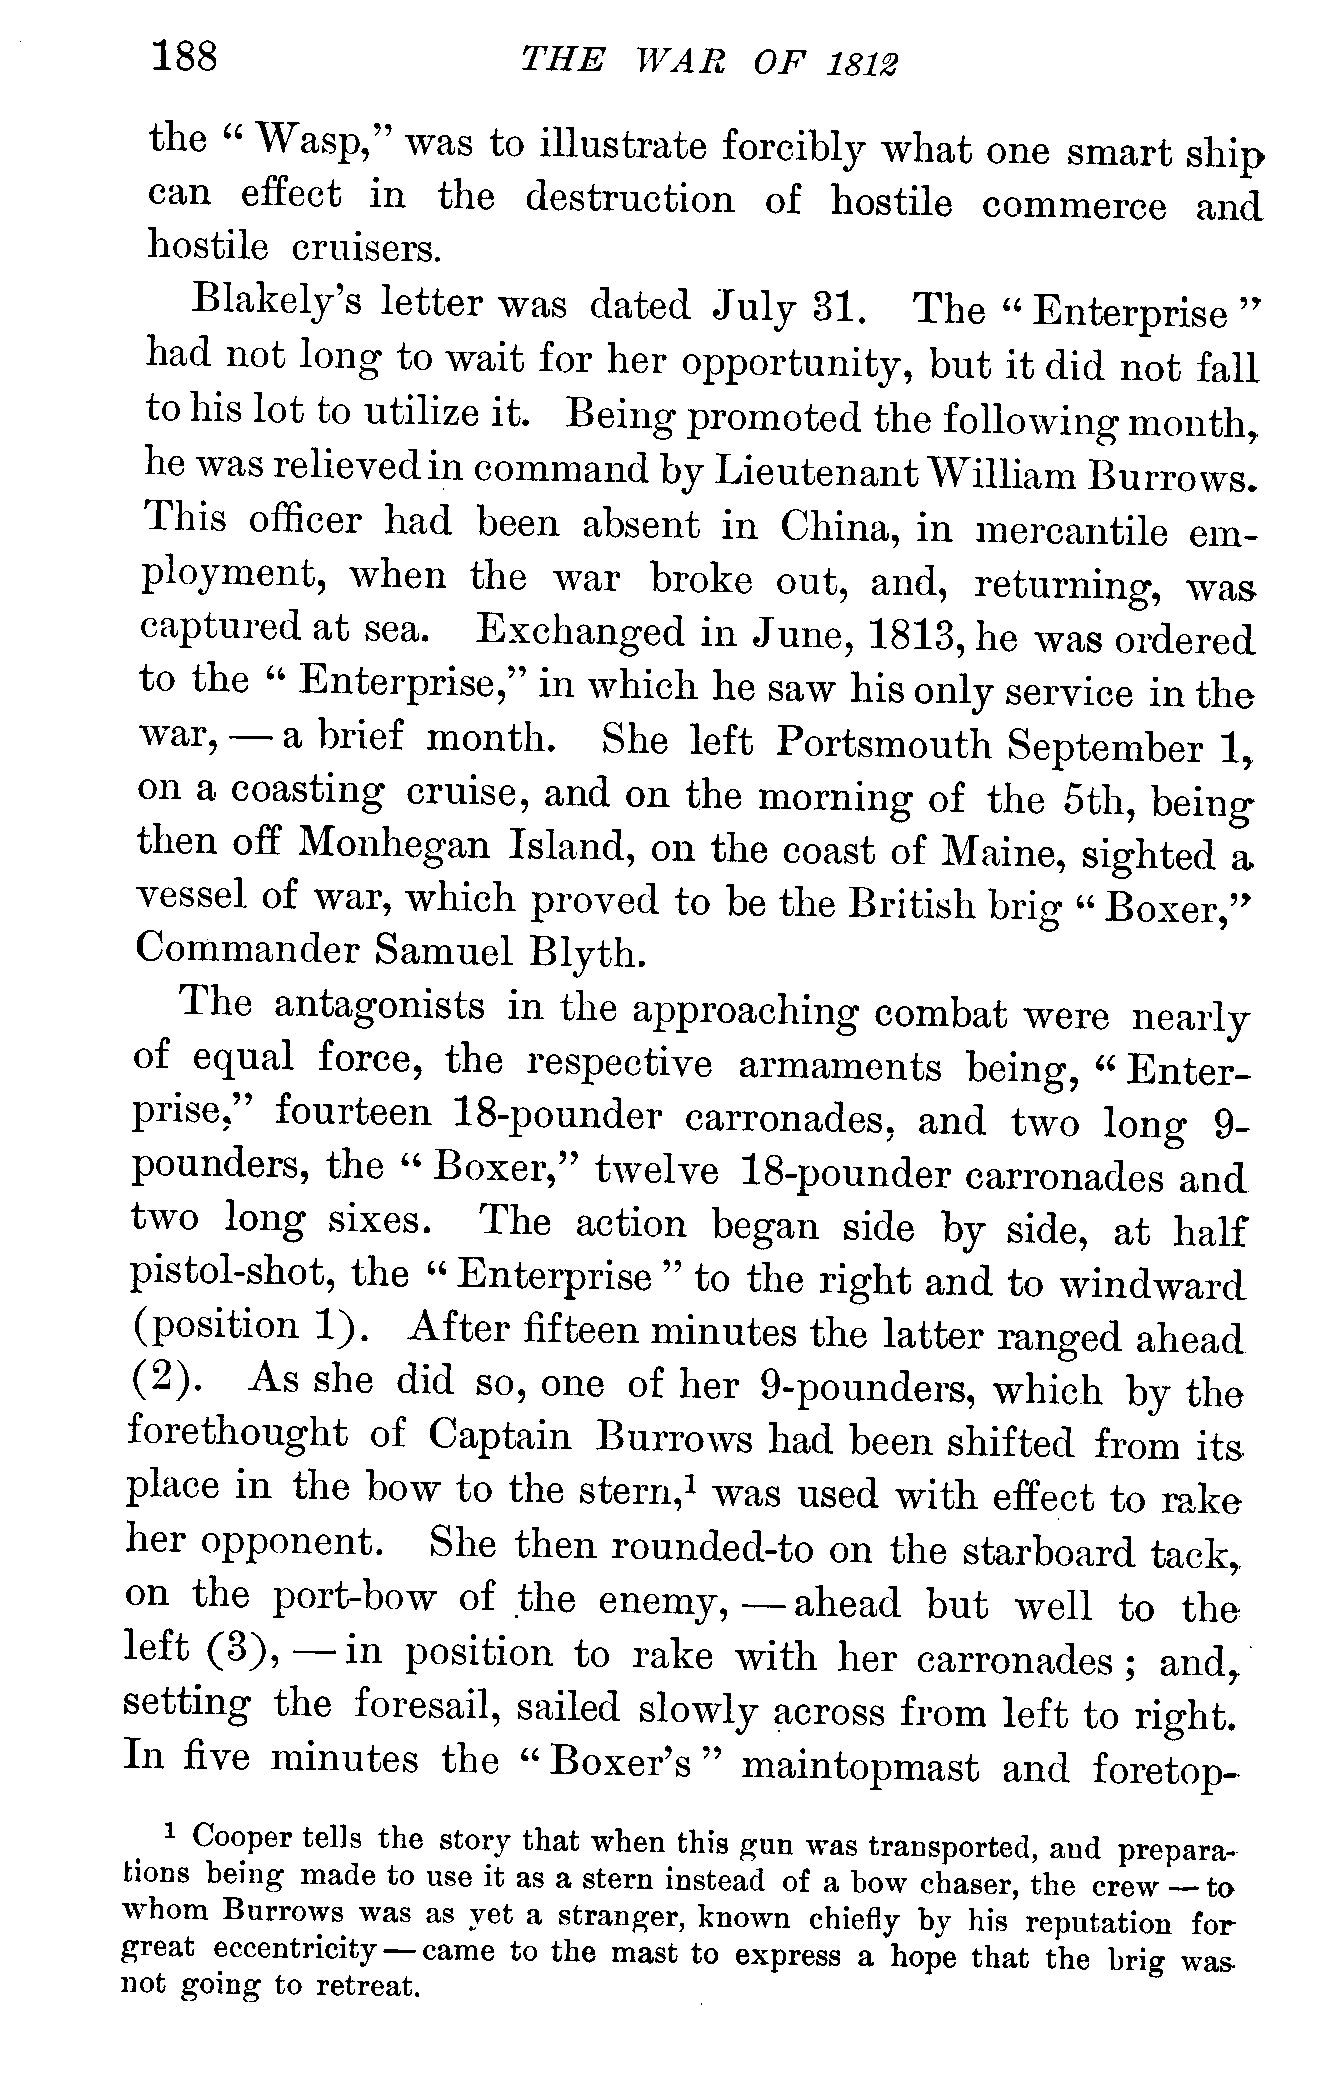 188 THE WAR OF 1812
the “ Wasp,” was to illustrate forcibly what one smart ship
can effect in the destruction of hostile commerce and
hostile cruisers.
Blakely’s letter was dated July 31. The “ Enterprise ”
had not long to wait for her opportunity, but it did not fall
to his lot to utilize it. Being promoted the following month,
he was relieved in command by Lieutenant William Burrows.
This officer had been absent in China, in mercantile em-
ployment, when the war broke out, and, returning, was
captured at sea. Exchanged in June, 1813, he was ordered
to the “ Enterprise,” in which he saw his only service in the
war, — a brief month. She left Portsmouth September 1,
on a coasting cruise, and on the morning of the 5th, being
then off Monhegan Island, on the coast of Maine, sighted a
vessel of war, which proved to be the British brig “ Boxer,”
Commander Samuel Blyth.
The antagonists in the approaching combat were nearly
of equal force, the respective armaments being, “ Enter-
prise,” fourteen 18-pounder carronades, and two long 9-
pounders, the “ Boxer,” twelve 18-pounder carronades and
two long sixes. The action began side by side, at half
pistol-shot, the “ Enterprise ” to the right and to windward
(position 1). After fifteen minutes the latter ranged ahead
(2). As she did so, one of her 9-pounders, which by the
forethought of Captain Burrows had been shifted from its
place in the bow to the stern,¹ was used with effect to rake
her opponent. She then rounded-to on the starboard tack,
on the port-bow of the enemy, — ahead but well to the
left (3), — in position to rake with her carronades ; and,
setting the foresail, sailed slowly across from left to right.
In five minutes the “ Boxer’s ” maintopmast and foretop-
¹ Cooper tells the story that when this gun was transported, and prepara-
tions being made to use it as a stern instead of a bow chaser, the crew — to
whom Burrows was as yet a stranger, known chiefly by his reputation for
great eccentricity — came to the mast to express a hope that the brig was
not going to retreat.